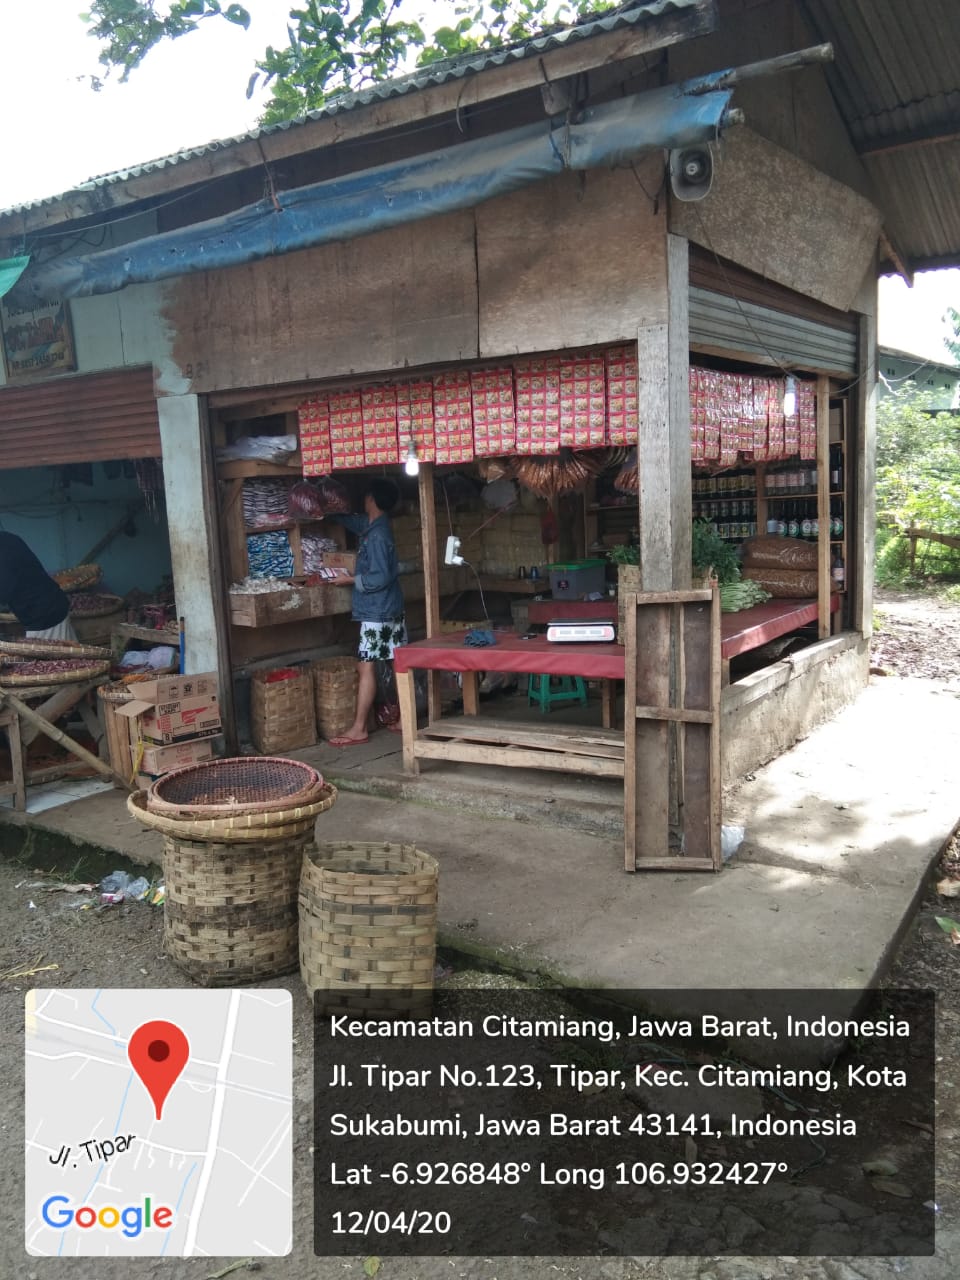 Jl. Tipar
Google
Kecamatan Citamiang, Jawa Barat, Indonesia
Jl. Tipar No.123, Tipar, Kec. Citamiang, Kota
Sukabumi, Jawa Barat 43141, Indonesia
Lat -6.926848° Long 106.932427°
12/04/20